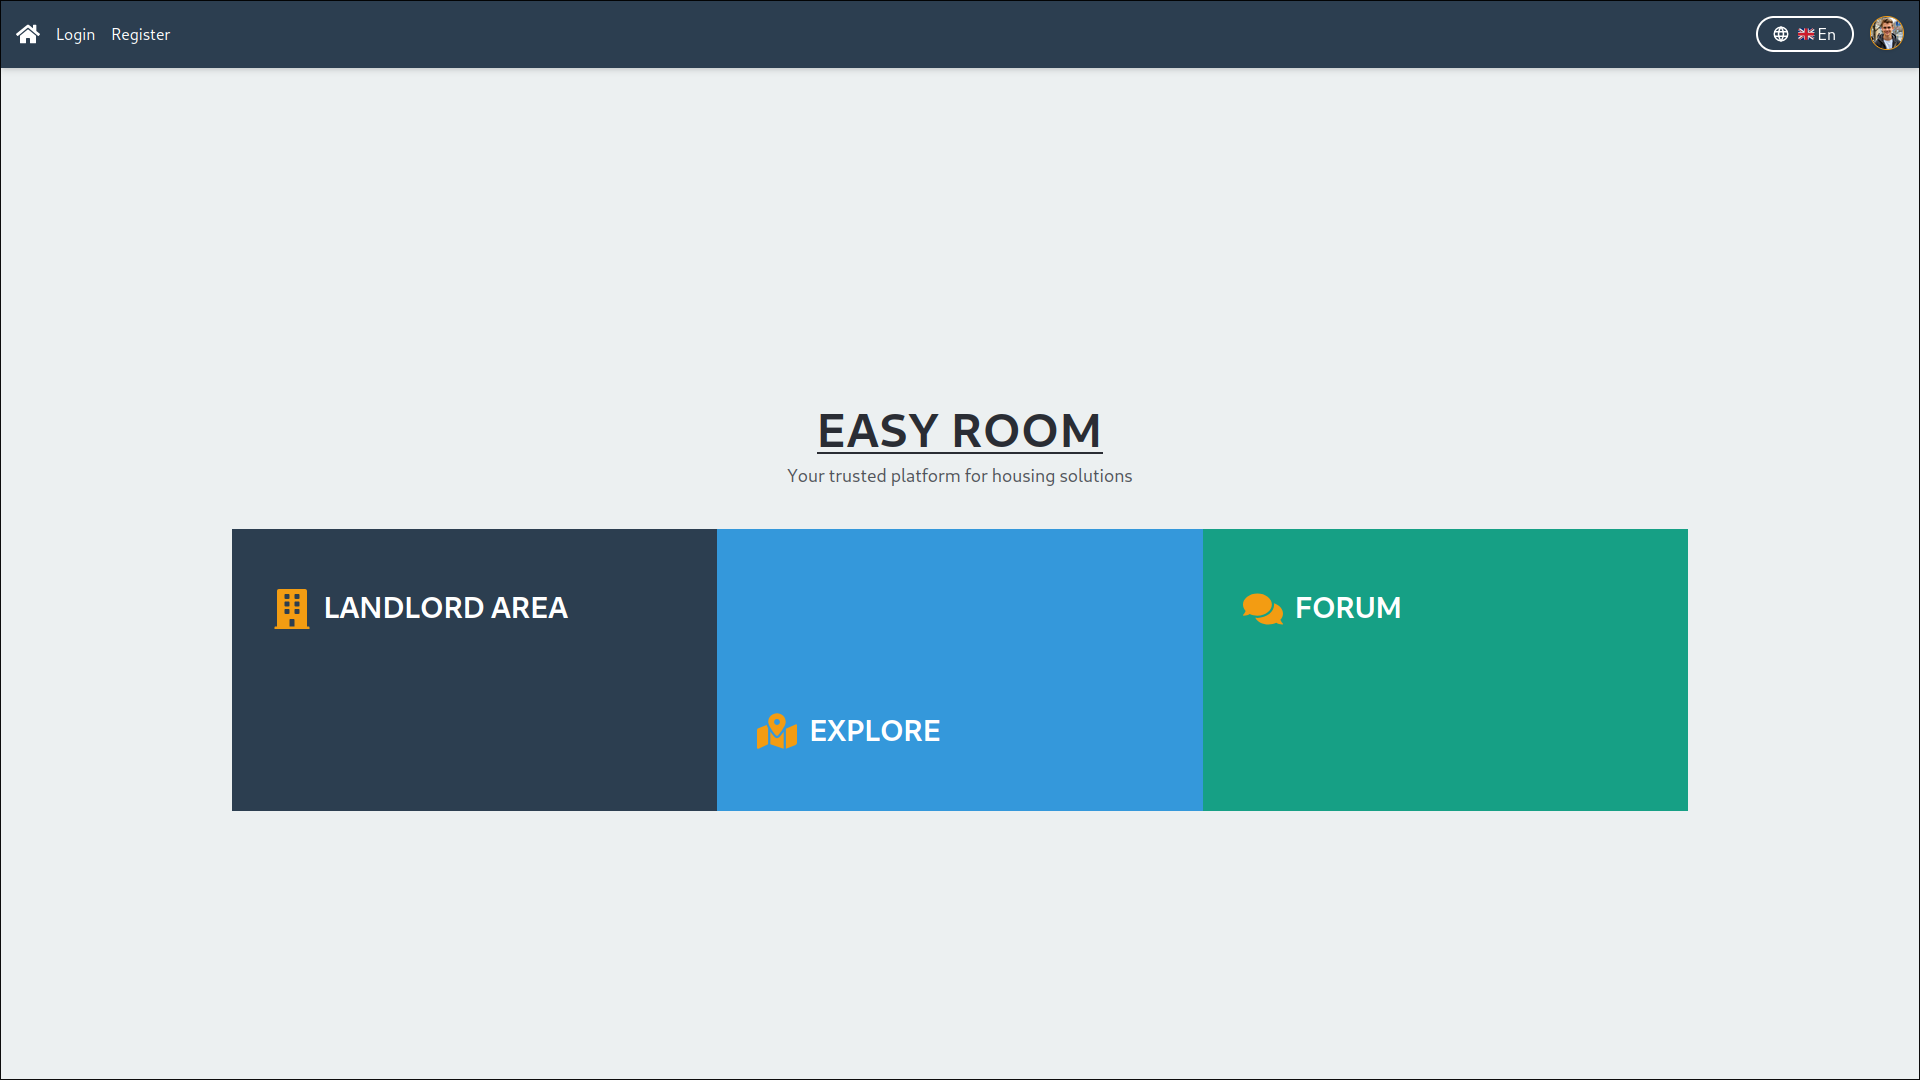 Login Register En
EASY ROOM
Your trusted platform for housing solutions
LANDLORD AREA
EXPLORE
FORUM